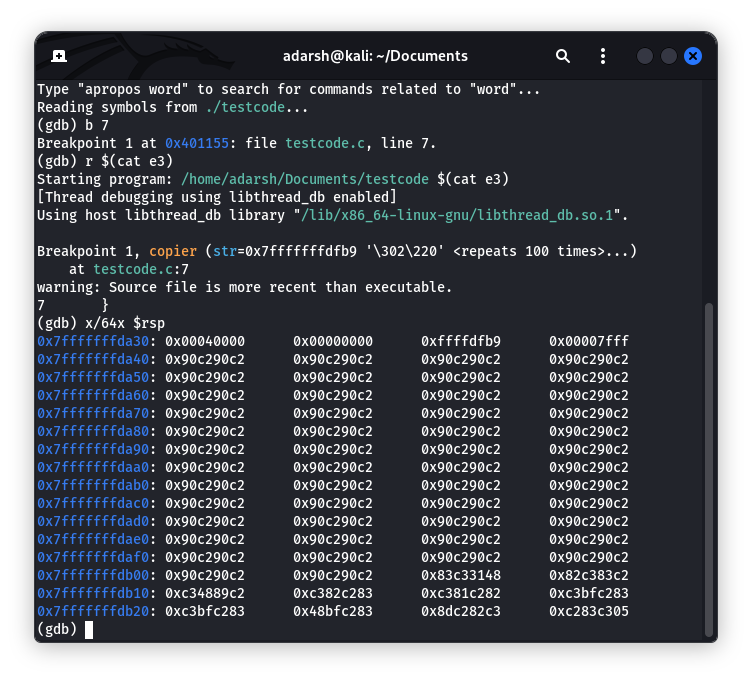 adarsh@kali: ~/Documents
Type "apropos word" to search for commands related to "word"...
Reading symbols from ./testcode...
(gdb) b 7
Breakpoint 1 at 0x401155: file testcode.c, line 7.
(gdb) r $(cat e3)
Starting program: /home/adarsh/Documents/testcode $(cat e3)
[Thread debugging using libthread_db enabled]
Using host libthread_db library "/lib/x86_64-linux-gnu/libthread_db.so.1".
Breakpoint 1, copier (str=0x7fffffffdfb9 '\302\220' <repeats 100 times>...)
    at testcode.c:7
warning: Source file is more recent than executable.
7	}
(gdb) x/64x $rsp
0x7fffffffda30:	0x00040000	0x00000000	0xffffdfb9	0x00007fff
0x7fffffffda40:	0x90c290c2	0x90c290c2	0x90c290c2	0x90c290c2
0x7fffffffda50:	0x90c290c2	0x90c290c2	0x90c290c2	0x90c290c2
0x7fffffffda60:	0x90c290c2	0x90c290c2	0x90c290c2	0x90c290c2
0x7fffffffda70:	0x90c290c2	0x90c290c2	0x90c290c2	0x90c290c2
0x7fffffffda80:	0x90c290c2	0x90c290c2	0x90c290c2	0x90c290c2
0x7fffffffda90:	0x90c290c2	0x90c290c2	0x90c290c2	0x90c290c2
0x7fffffffdaa0:	0x90c290c2	0x90c290c2	0x90c290c2	0x90c290c2
0x7fffffffdab0:	0x90c290c2	0x90c290c2	0x90c290c2	0x90c290c2
0x7fffffffdac0:	0x90c290c2	0x90c290c2	0x90c290c2	0x90c290c2
0x7fffffffdad0:	0x90c290c2	0x90c290c2	0x90c290c2	0x90c290c2
0x7fffffffdae0:	0x90c290c2	0x90c290c2	0x90c290c2	0x90c290c2
0x7fffffffdaf0:	0x90c290c2	0x90c290c2	0x90c290c2	0x90c290c2
0x7fffffffdb00:	0x90c290c2	0x90c290c2	0x83c33148	0x82c383c2
0x7fffffffdb10:	0xc34889c2	0xc382c283	0xc381c282	0xc3bfc283
0x7fffffffdb20:	0xc3bfc283	0x48bfc283	0x8dc282c3	0xc283c305
(gdb)